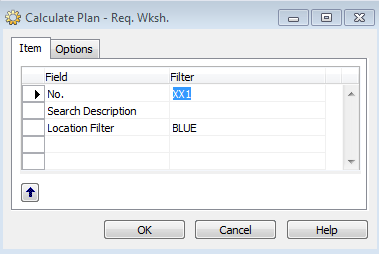 Calculate Plan - Req. Wksh.
Item Options
Field Filter
No. XX1
Search Description
Location Filter BLUE
OK Cancel Help